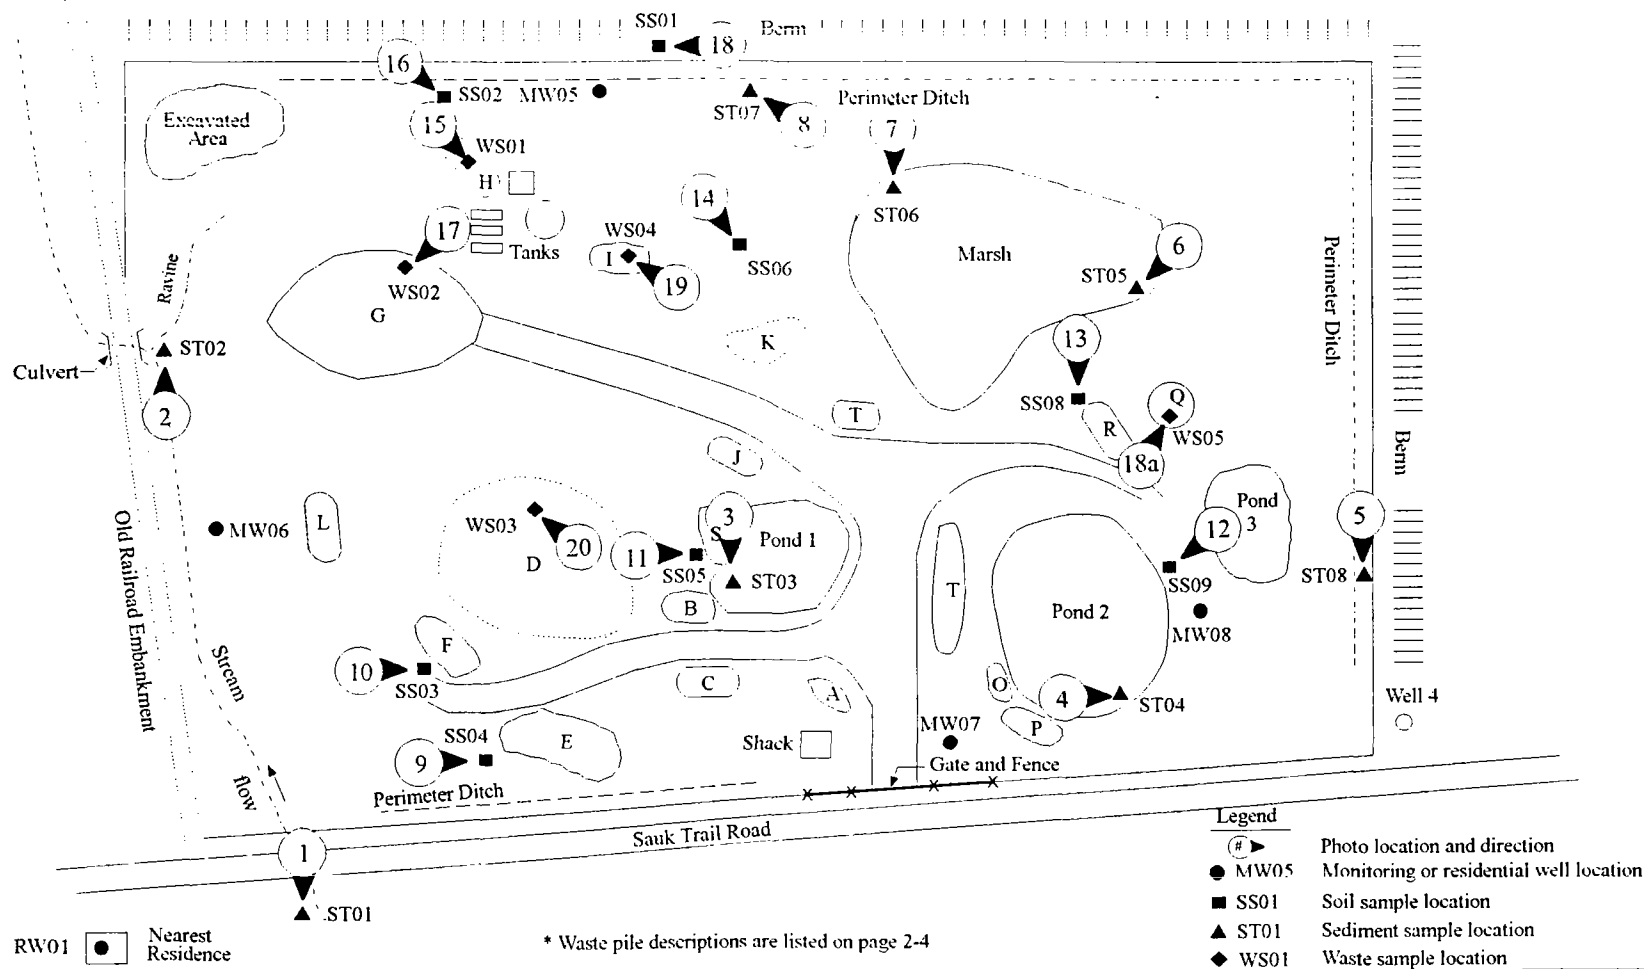 SS01
Berm
18
16
SS02
MW05
ST07
8
Perimeter Ditch
7
Excavated
Area
15
WS01
H
14
ST06
17
Tanks
WS04
I
19
SS06
Marsh
6
ST05
Perimeter Ditch
WS02
G
Ravine
ST02
Culvert
2
K
13
SS08
T
R
Q
WS05
18a
Berm
J
MW06
L
WS03
20
D
3
S
Pond 1
11
SS05
ST03
B
T
Pond 2
Pond
3
12
SS09
MW08
5
ST08
Old Railroad Embankment
Stream
flow
F
10
SS03
C
A
O
P
4
ST04
Well 4
SS04
9
E
Shack
MW07
Gate and Fence
Perimeter Ditch
Sauk Trail Road
1
ST01
RW01
Nearest
Residence
* Waste pile descriptions are listed on page 2-4
Legend
# Photo location and direction
MW05 Monitoring or residential well location
SS01 Soil sample location
ST01 Sediment sample location
WS01 Waste sample location